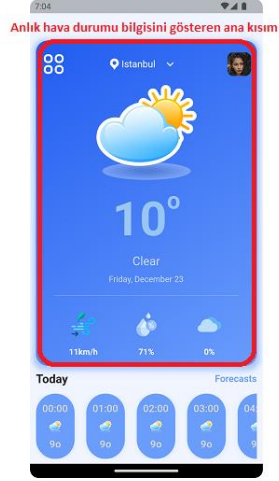 7:04
Anlık hava durumu bilgisini gösteren ana kısım
Istanbul
10°
Clear
Friday, December 23
11km/h 71% 0%
Today Forecasts
00:00 01:00 02:00 03:00 04:
9o 9o 9o 9o